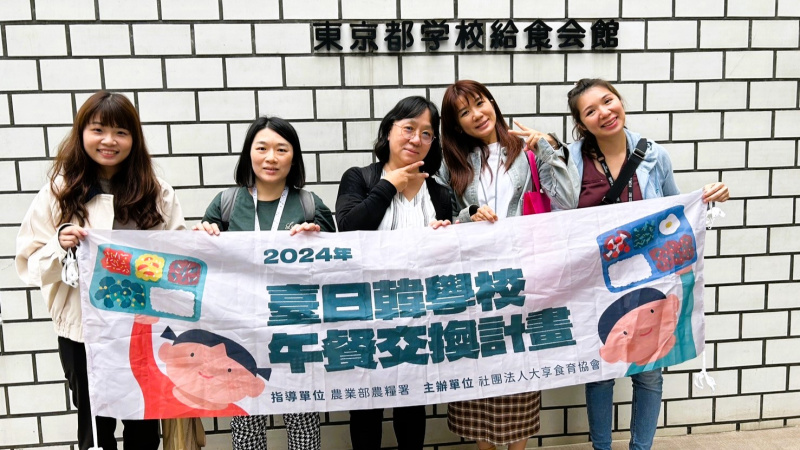 東京都学校給食会館
2024年
臺日韓學校
午餐交換計畫
指導單位 農業部農糧署 主辦單位 社團法人大享食育協會